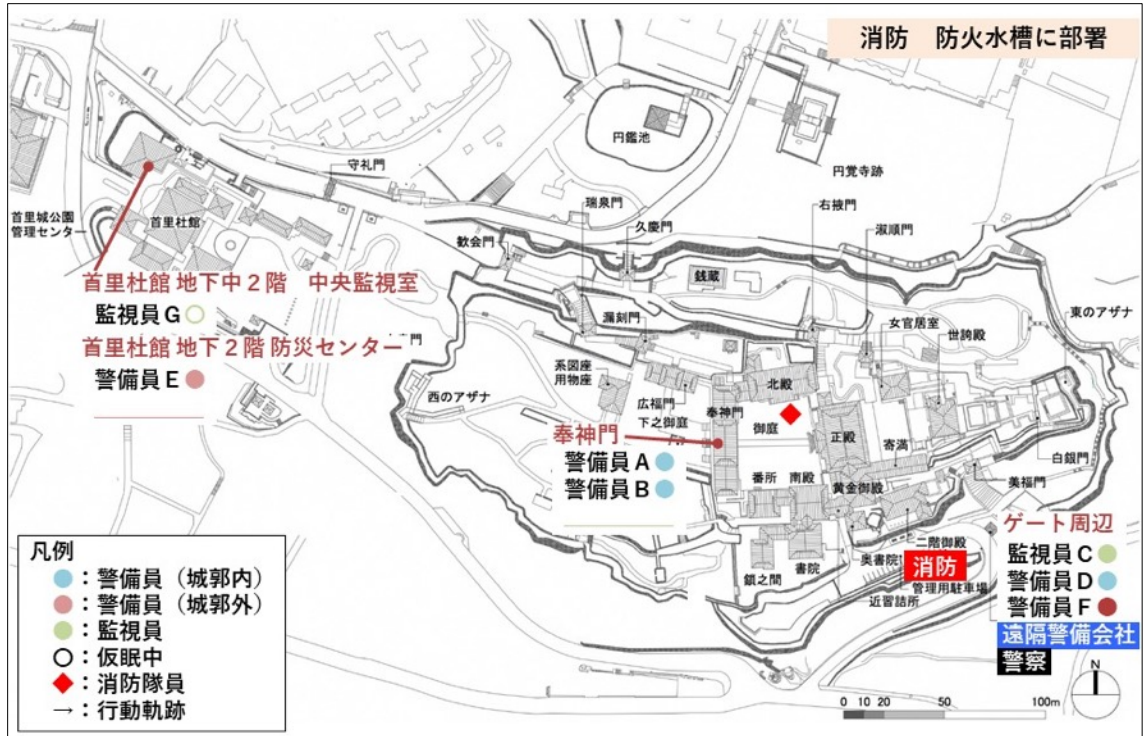 消防　防火水槽に部署
円鑑池
円覚寺跡
守礼門
首里城公園
管理センター
首里杜館
瑞泉門
久慶門
右掖門
淑順門
歓会門
銭蔵
首里杜館 地下中２階　中央監視室
監視員G
首里杜館 地下２階 防災センター
警備員E
門
漏刻門
女官居室
世誇殿
東のアザナ
系図座
用物座
西のアザナ
広福門
下之御庭
北殿
奉神門
御庭
正殿
寄満
白銀門
奉神門
警備員A
警備員B
番所
南殿
黄金御殿
美福門
二階御殿
奥書院
消防
鎖之間
書院
管理用駐車場
近習詰所
ゲート周辺
監視員C
警備員D
警備員F
遠隔警備会社
警察
凡例
：警備員（城郭内）
：警備員（城郭外）
：監視員
：仮眠中
：消防隊員
→：行動軌跡
N
0 10 20 50 100m